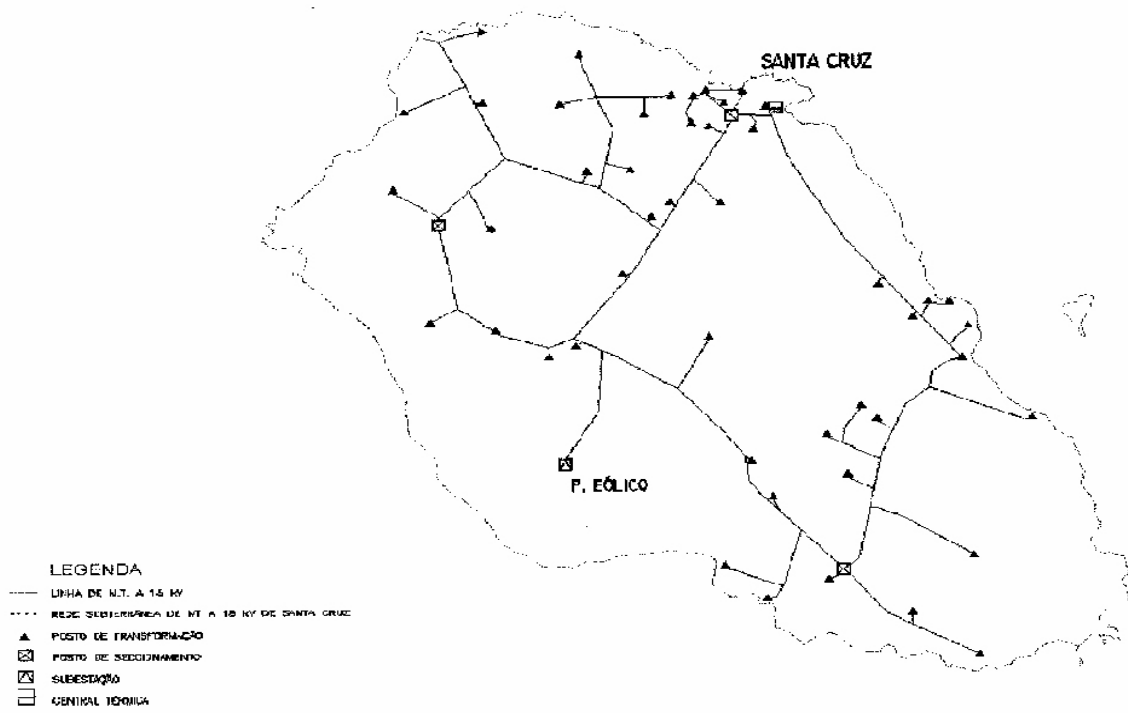 SANTA CRUZ
P. EÓLICO
LEGENDA
LINHA DE M.T. A 15 KV
REDE SUBTERRÂNEA DE MT A 15 KV DE SANTA CRUZ
POSTO DE TRANSFORMAÇÃO
POSTO DE SECCIONAMENTO
SUBESTAÇÃO
CENTRAL TÉRMICA